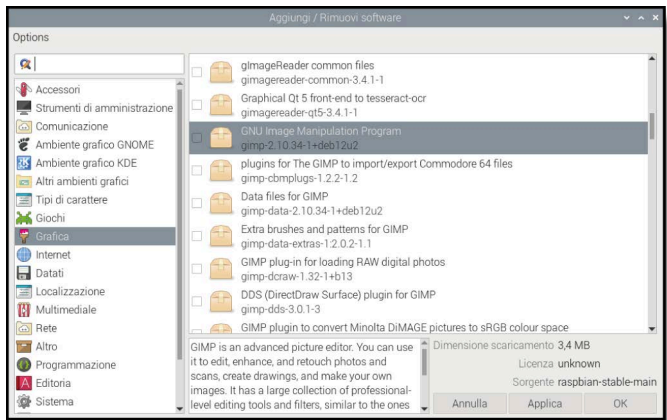 Aggiungi / Rimuovi software
Options
Accessori
Strumenti di amministrazione
Comunicazione
Ambiente grafico GNOME
Ambiente grafico KDE
Altri ambienti grafici
Tipi di carattere
Giochi
Grafica
Internet
Datati
Localizzazione
Multimediale
Rete
Altro
Programmazione
Editoria
Sistema
gImageReader common files
gimagereader-common-3.4.1-1
Graphical Qt 5 front-end to tesseract-ocr
gimagereader-qt5-3.4.1-1
GNU Image Manipulation Program
gimp-2.10.34-1+deb12u2
plugins for The GIMP to import/export Commodore 64 files
gimp-cbmplugs-1.2.2-1.2
Data files for GIMP
gimp-data-2.10.34-1+deb12u2
Extra brushes and patterns for GIMP
gimp-data-extras-1:2.0.2-1.1
GIMP plug-in for loading RAW digital photos
gimp-dcraw-1.32-1+b13
DDS (DirectDraw Surface) plugin for GIMP
gimp-dds-3.0.1-3
GIMP plugin to convert Minolta DiMAGE pictures to sRGB colour space
GIMP is an advanced picture editor. You can use
it to edit, enhance, and retouch photos and
scans, create drawings, and make your own
images. It has a large collection of professional-
level editing tools and filters, similar to the ones
Dimensione scaricamento 3,4 MB
Licenza unknown
Sorgente raspbian-stable-main
Annulla
Applica
OK